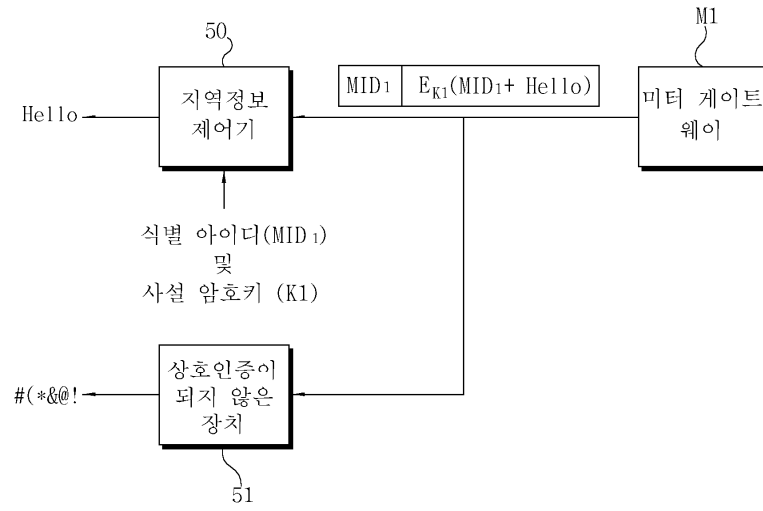 50
M1
지역정보
제어기
MID1
EK1(MID1+ Hello)
미터 게이트
웨이
Hello
식별 아이디(MID1)
및
사설 암호키 (K1)
상호인증이
되지 않은
장치
#(*&@!
51